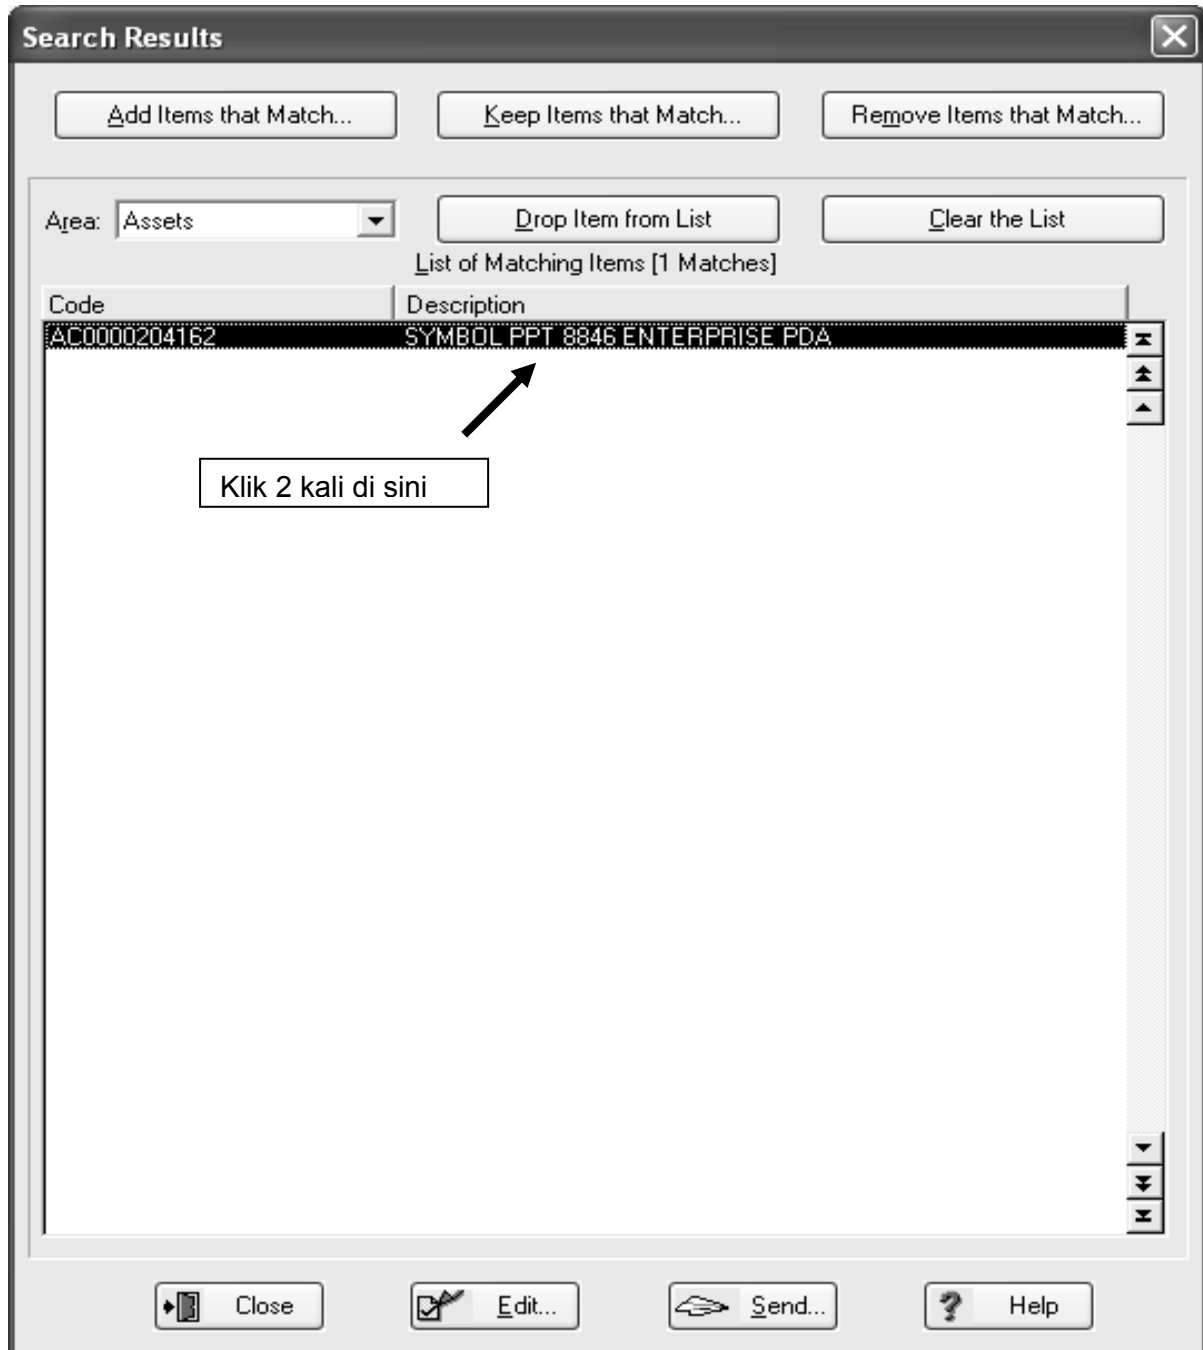 Search Results
Add Items that Match... Keep Items that Match... Remove Items that Match...
Area: Assets Drop Item from List Clear the List
List of Matching Items [1 Matches]
Code Description
AC0000204162 SYMBOL PPT 8846 ENTERPRISE PDA
Klik 2 kali di sini
Close Edit... Send... Help